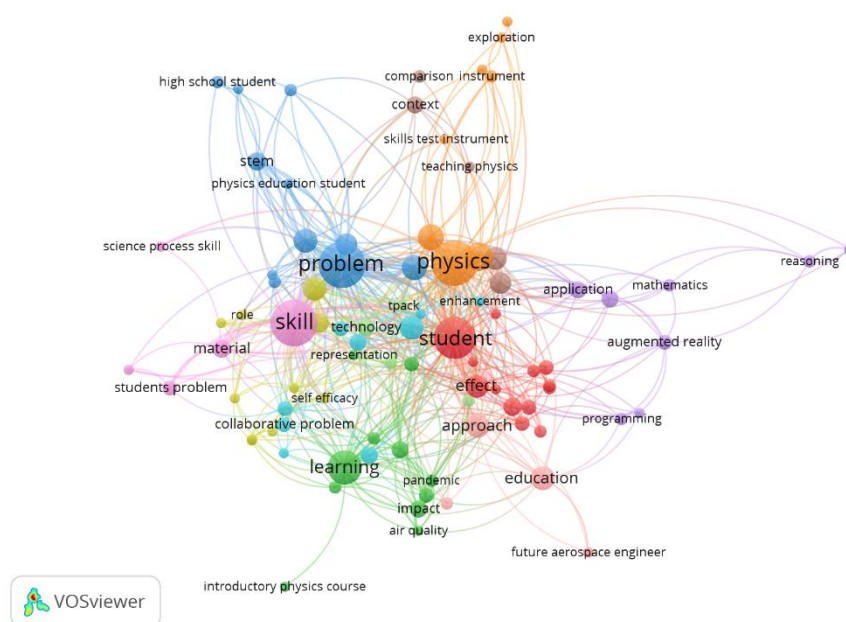 exploration
comparison
instrument
high school student
context
skills test instrument
stem
teaching physics
physics education student
science process skill
problem
physics
reasoning
application
mathematics
tpack
enhancement
role
skill
technology
student
material
representation
augmented reality
students problem
effect
self efficacy
collaborative problem
approach
programming
learning
pandemic
education
impact
air quality
future aerospace engineer
introductory physics course
VOSviewer